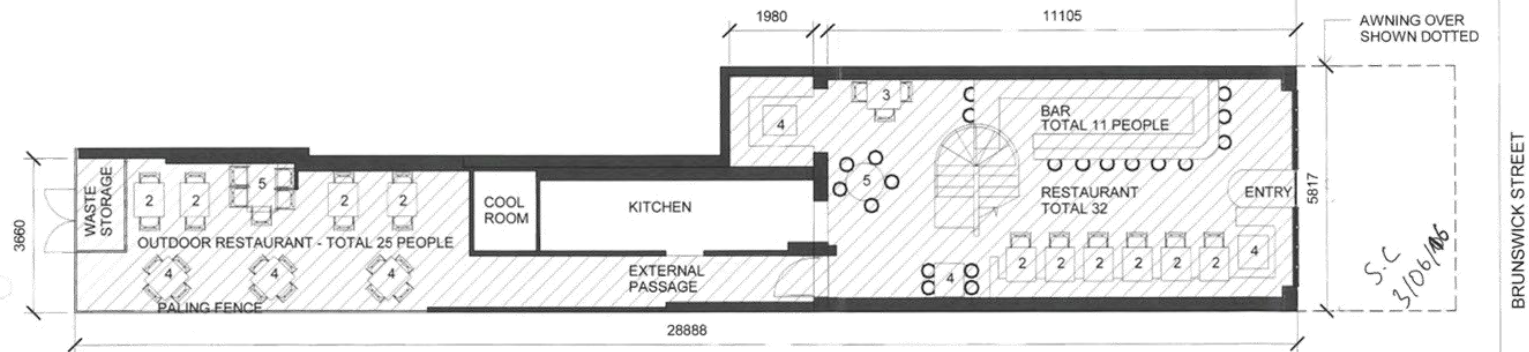 1980
11105
AWNING OVER
SHOWN DOTTED
3
4
BAR
TOTAL 11 PEOPLE
5
RESTAURANT
TOTAL 32
ENTRY
5817
BRUNSWICK STREET
3660
WASTE
STORAGE
2
2
5
2
2
COOL
ROOM
KITCHEN
OUTDOOR RESTAURANT - TOTAL 25 PEOPLE
4
4
4
EXTERNAL
PASSAGE
4
2
2
2
2
2
2
4
PALING FENCE
S.C
28888